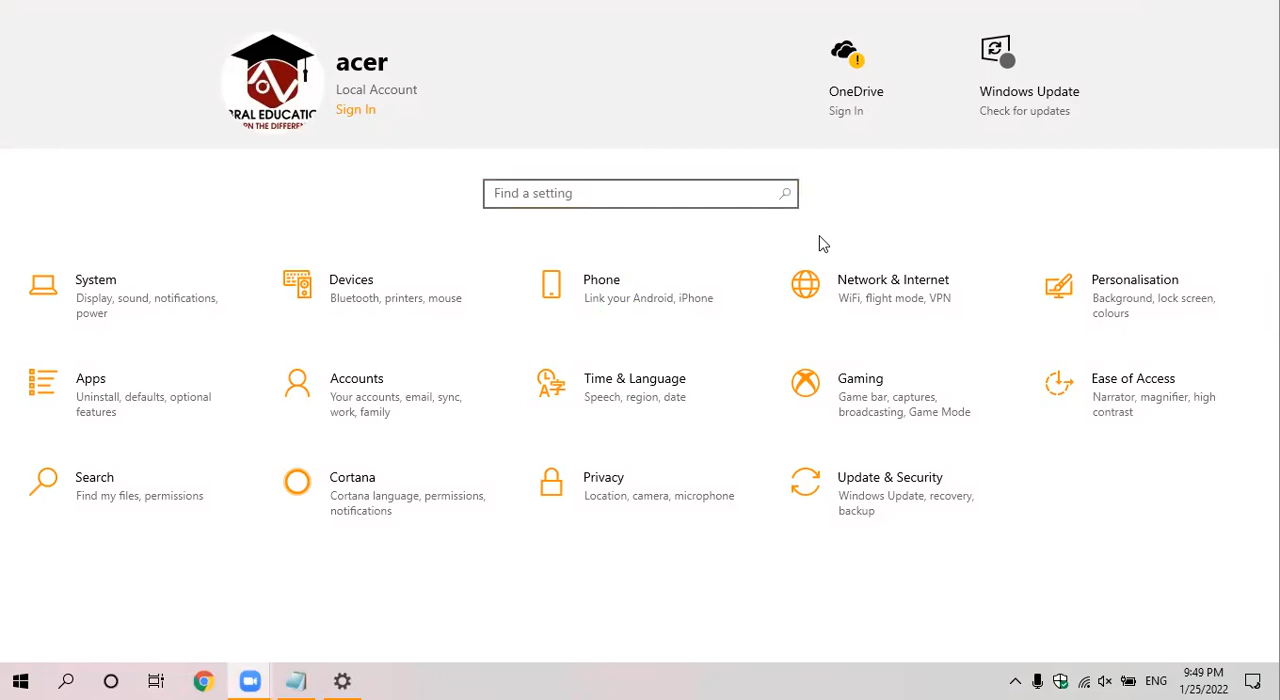 acer
Local Account
Sign In
RAL EDUCATIC
N THE DIFFERE
OneDrive
Sign In
Windows Update
Check for updates
Find a setting
System
Display, sound, notifications,
power
Devices
Bluetooth, printers, mouse
Phone
Link your Android, iPhone
Network & Internet
WiFi, flight mode, VPN
Personalisation
Background, lock screen,
colours
Apps
Uninstall, defaults, optional
features
Accounts
Your accounts, email, sync,
work, family
Time & Language
Speech, region, date
Gaming
Game bar, captures,
broadcasting, Game Mode
Ease of Access
Narrator, magnifier, high
contrast
Search
Find my files, permissions
Cortana
Cortana language, permissions,
notifications
Privacy
Location, camera, microphone
Update & Security
Windows Update, recovery,
backup
ENG
9:49 PM
1/25/2022